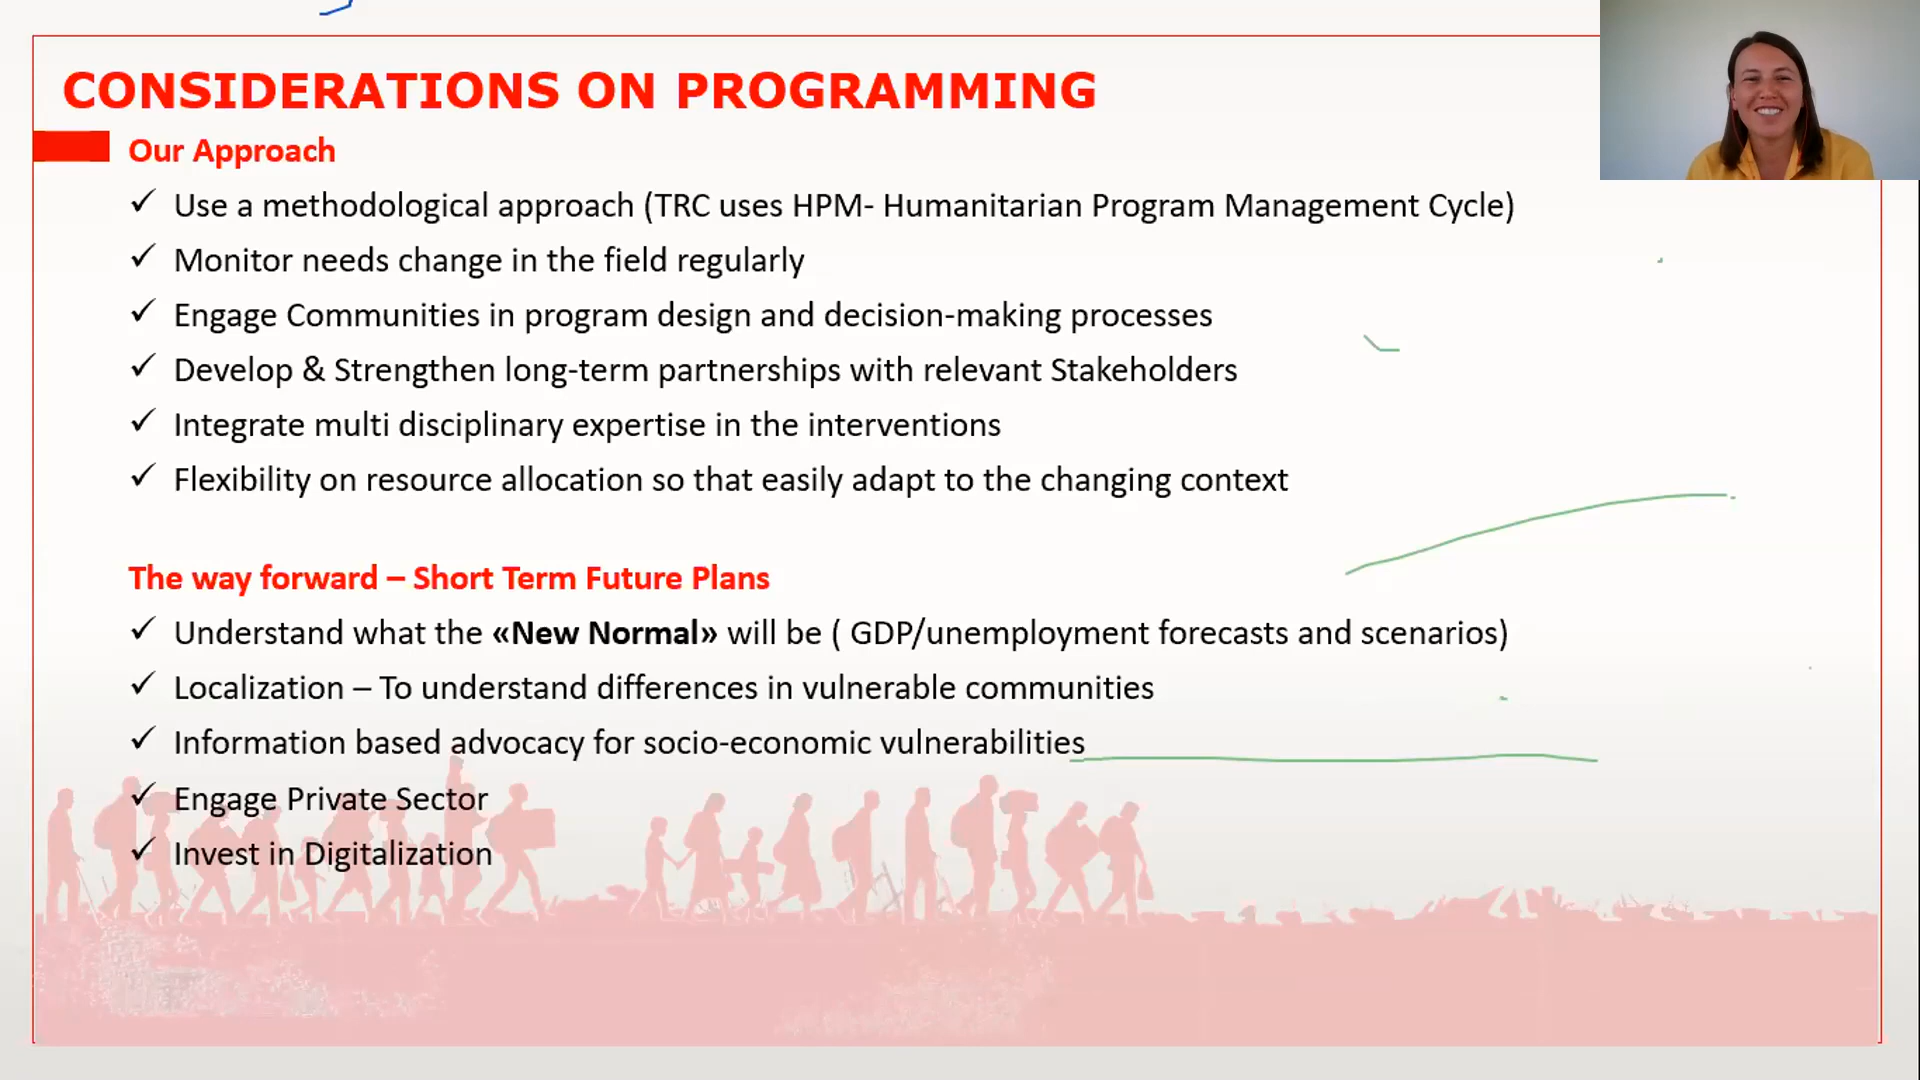 CONSIDERATIONS ON PROGRAMMING
Our Approach
✓ Use a methodological approach (TRC uses HPM- Humanitarian Program Management Cycle)
✓ Monitor needs change in the field regularly
✓ Engage Communities in program design and decision-making processes
✓ Develop & Strengthen long-term partnerships with relevant Stakeholders
✓ Integrate multi disciplinary expertise in the interventions
✓ Flexibility on resource allocation so that easily adapt to the changing context
The way forward – Short Term Future Plans
✓ Understand what the «New Normal» will be ( GDP/unemployment forecasts and scenarios)
✓ Localization – To understand differences in vulnerable communities
✓ Information based advocacy for socio-economic vulnerabilities
✓ Engage Private Sector
✓ Invest in Digitalization